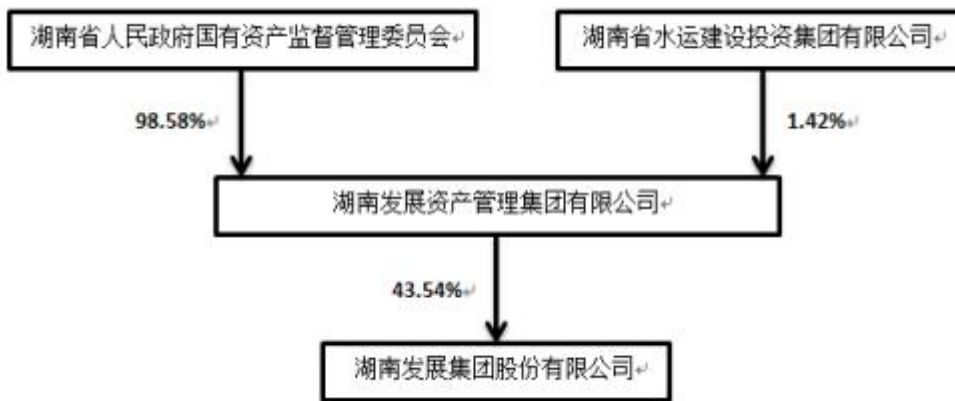 湖南省人民政府国有资产监督管理委员会↵
湖南省水运建设投资集团有限公司↵
98.58%↵
1.42%↵
湖南发展资产管理集团有限公司↵
43.54%↵
湖南发展集团股份有限公司↵